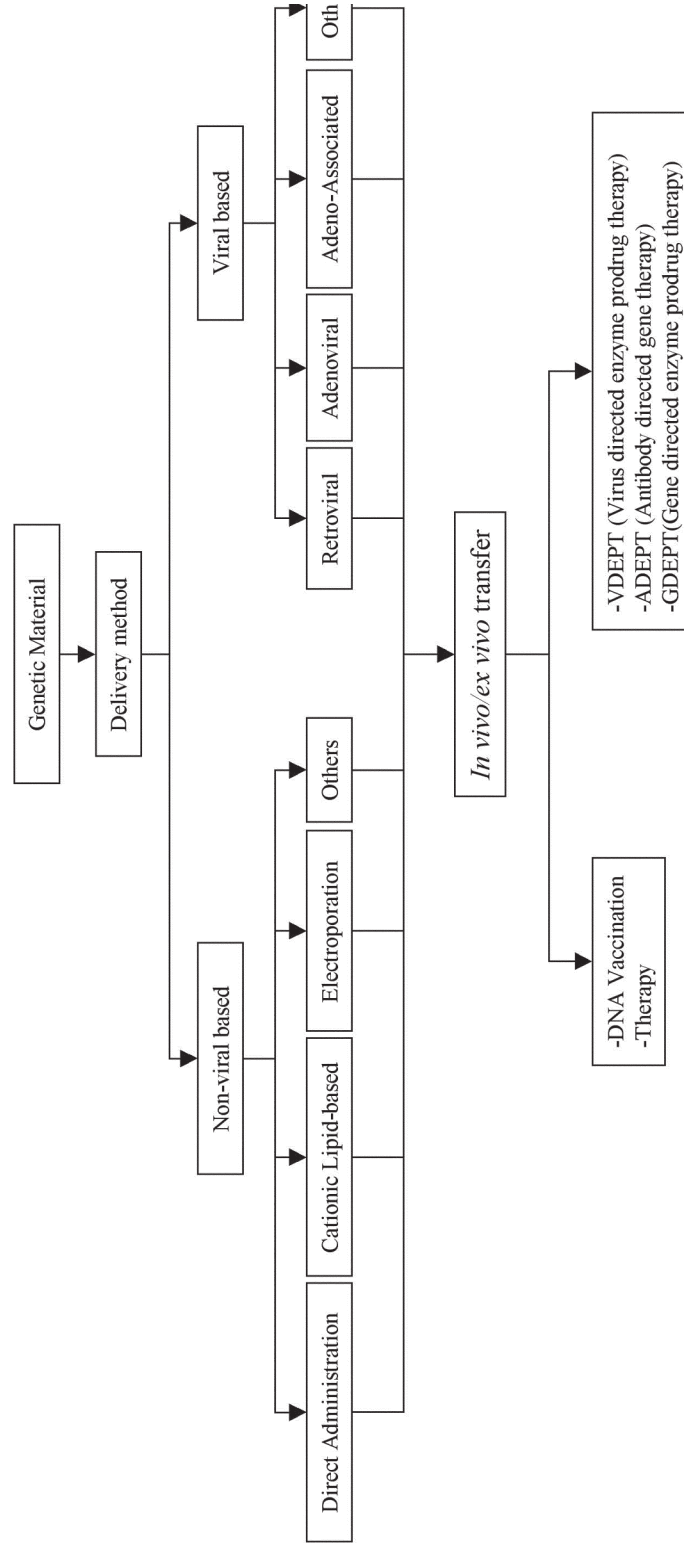 Genetic Material
Delivery method
Non-viral based
Viral based
Direct Administration
Cationic Lipid-based
Electroporation
Others
Retroviral
Adenoviral
Adeno-Associated
Oth
In vivo/ex vivo transfer
-DNA Vaccination
-Therapy
-VDEPT (Virus directed enzyme prodrug therapy)
-ADEPT (Antibody directed gene therapy)
-GDEPT(Gene directed enzyme prodrug therapy)